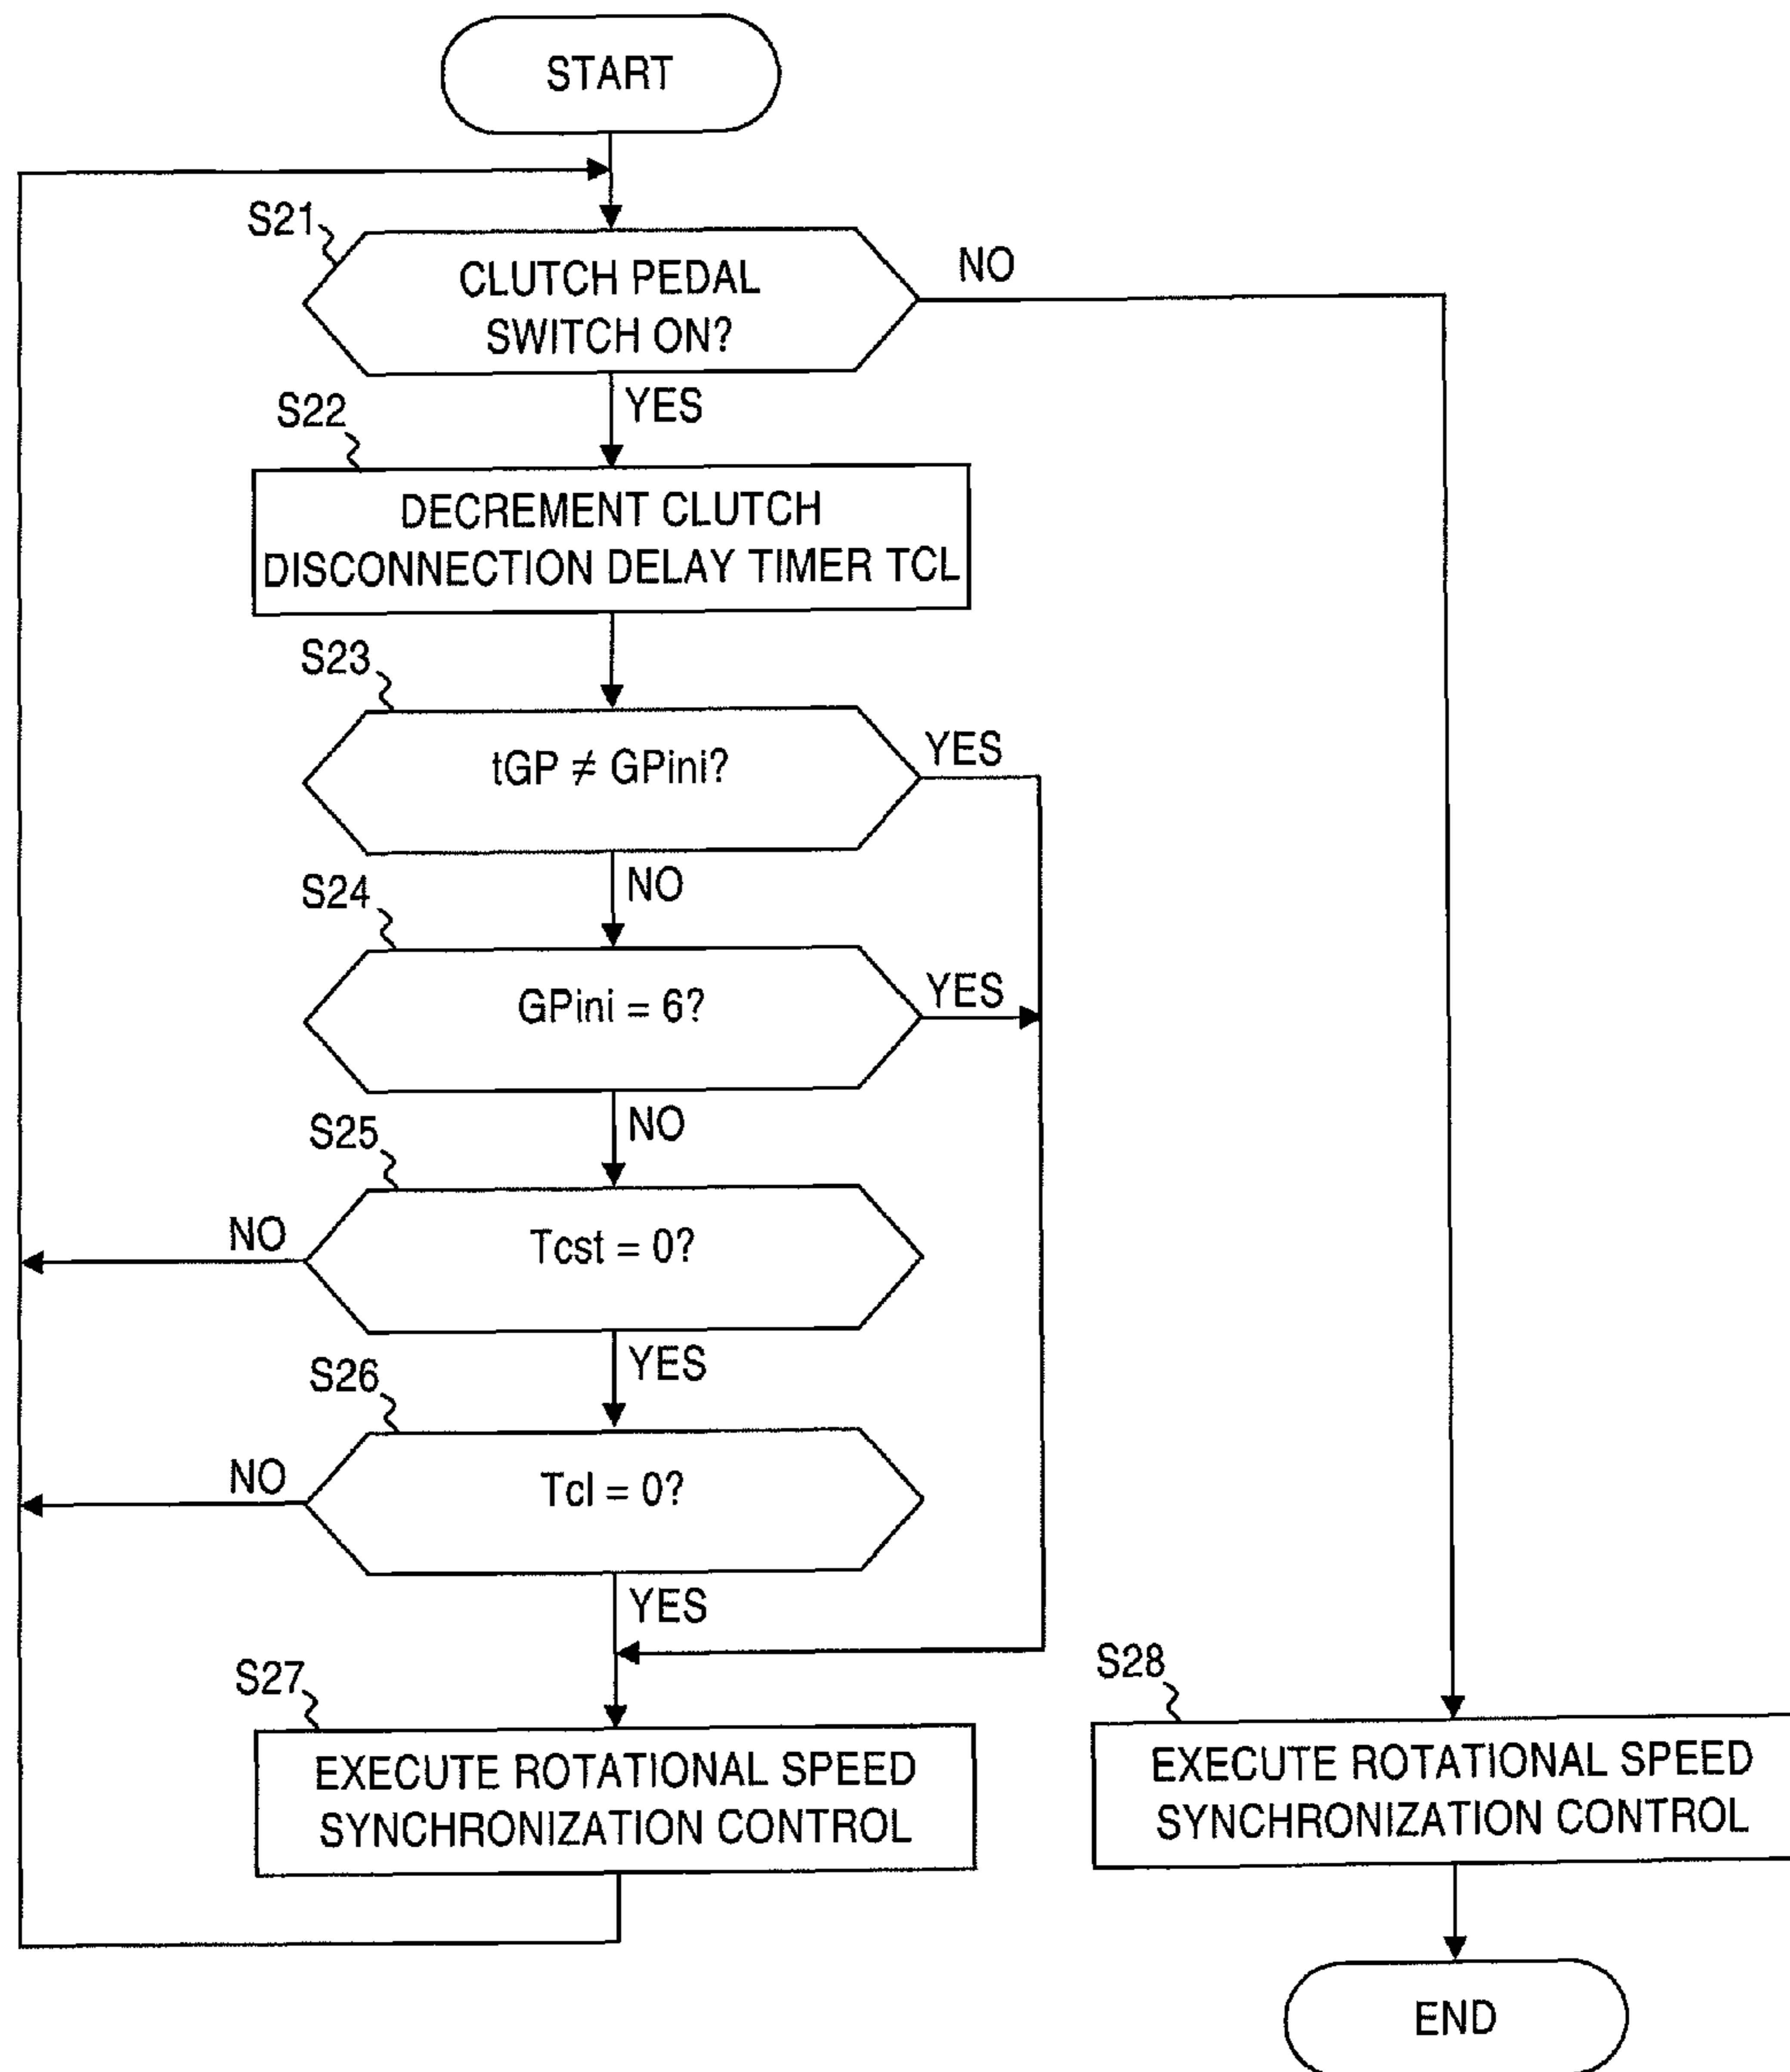 START
S21
CLUTCH PEDAL
SWITCH ON?
NO
YES
S22
DECREMENT CLUTCH
DISCONNECTION DELAY TIMER TCL
S23
tGP ≠ GPini?
YES
NO
S24
GPini = 6?
YES
NO
S25
Tcst = 0?
NO
YES
S26
Tcl = 0?
NO
YES
S27
EXECUTE ROTATIONAL SPEED
SYNCHRONIZATION CONTROL
S28
EXECUTE ROTATIONAL SPEED
SYNCHRONIZATION CONTROL
END